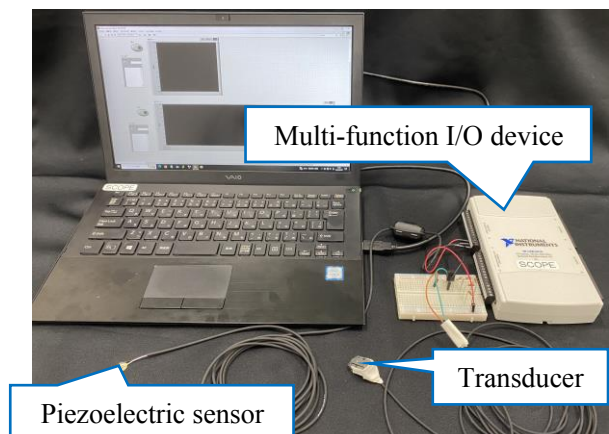 Multi-function I/O device
VAIO
SCOPE
NATIONAL
INSTRUMENTS
SCOPE
Transducer
Piezoelectric sensor